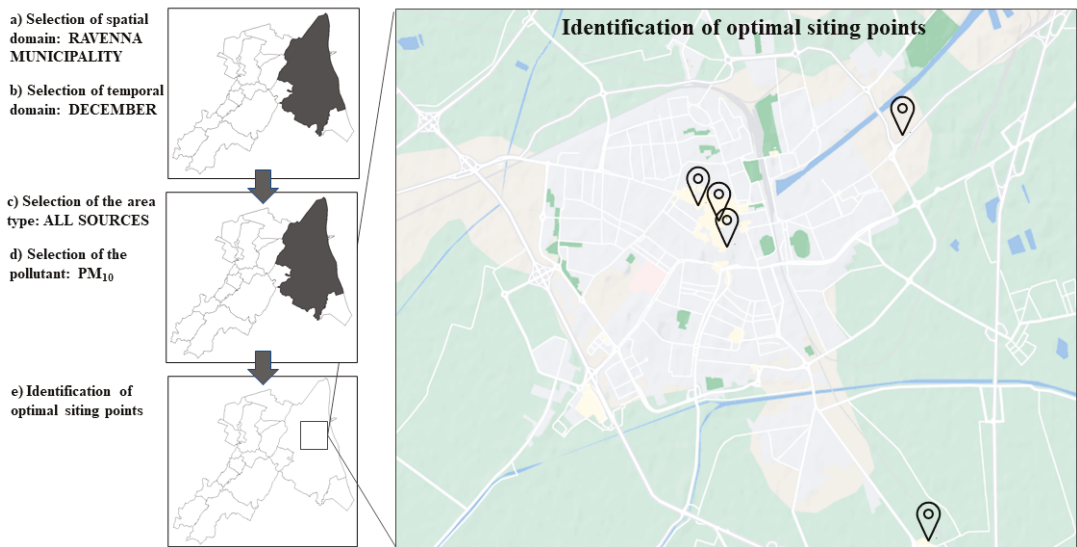 a) Selection of spatial
domain: RAVENNA
MUNICIPALITY
b) Selection of temporal
domain: DECEMBER
c) Selection of the area
type: ALL SOURCES
d) Selection of the
pollutant: PM₁₀
e) Identification of
optimal siting points
Identification of optimal siting points